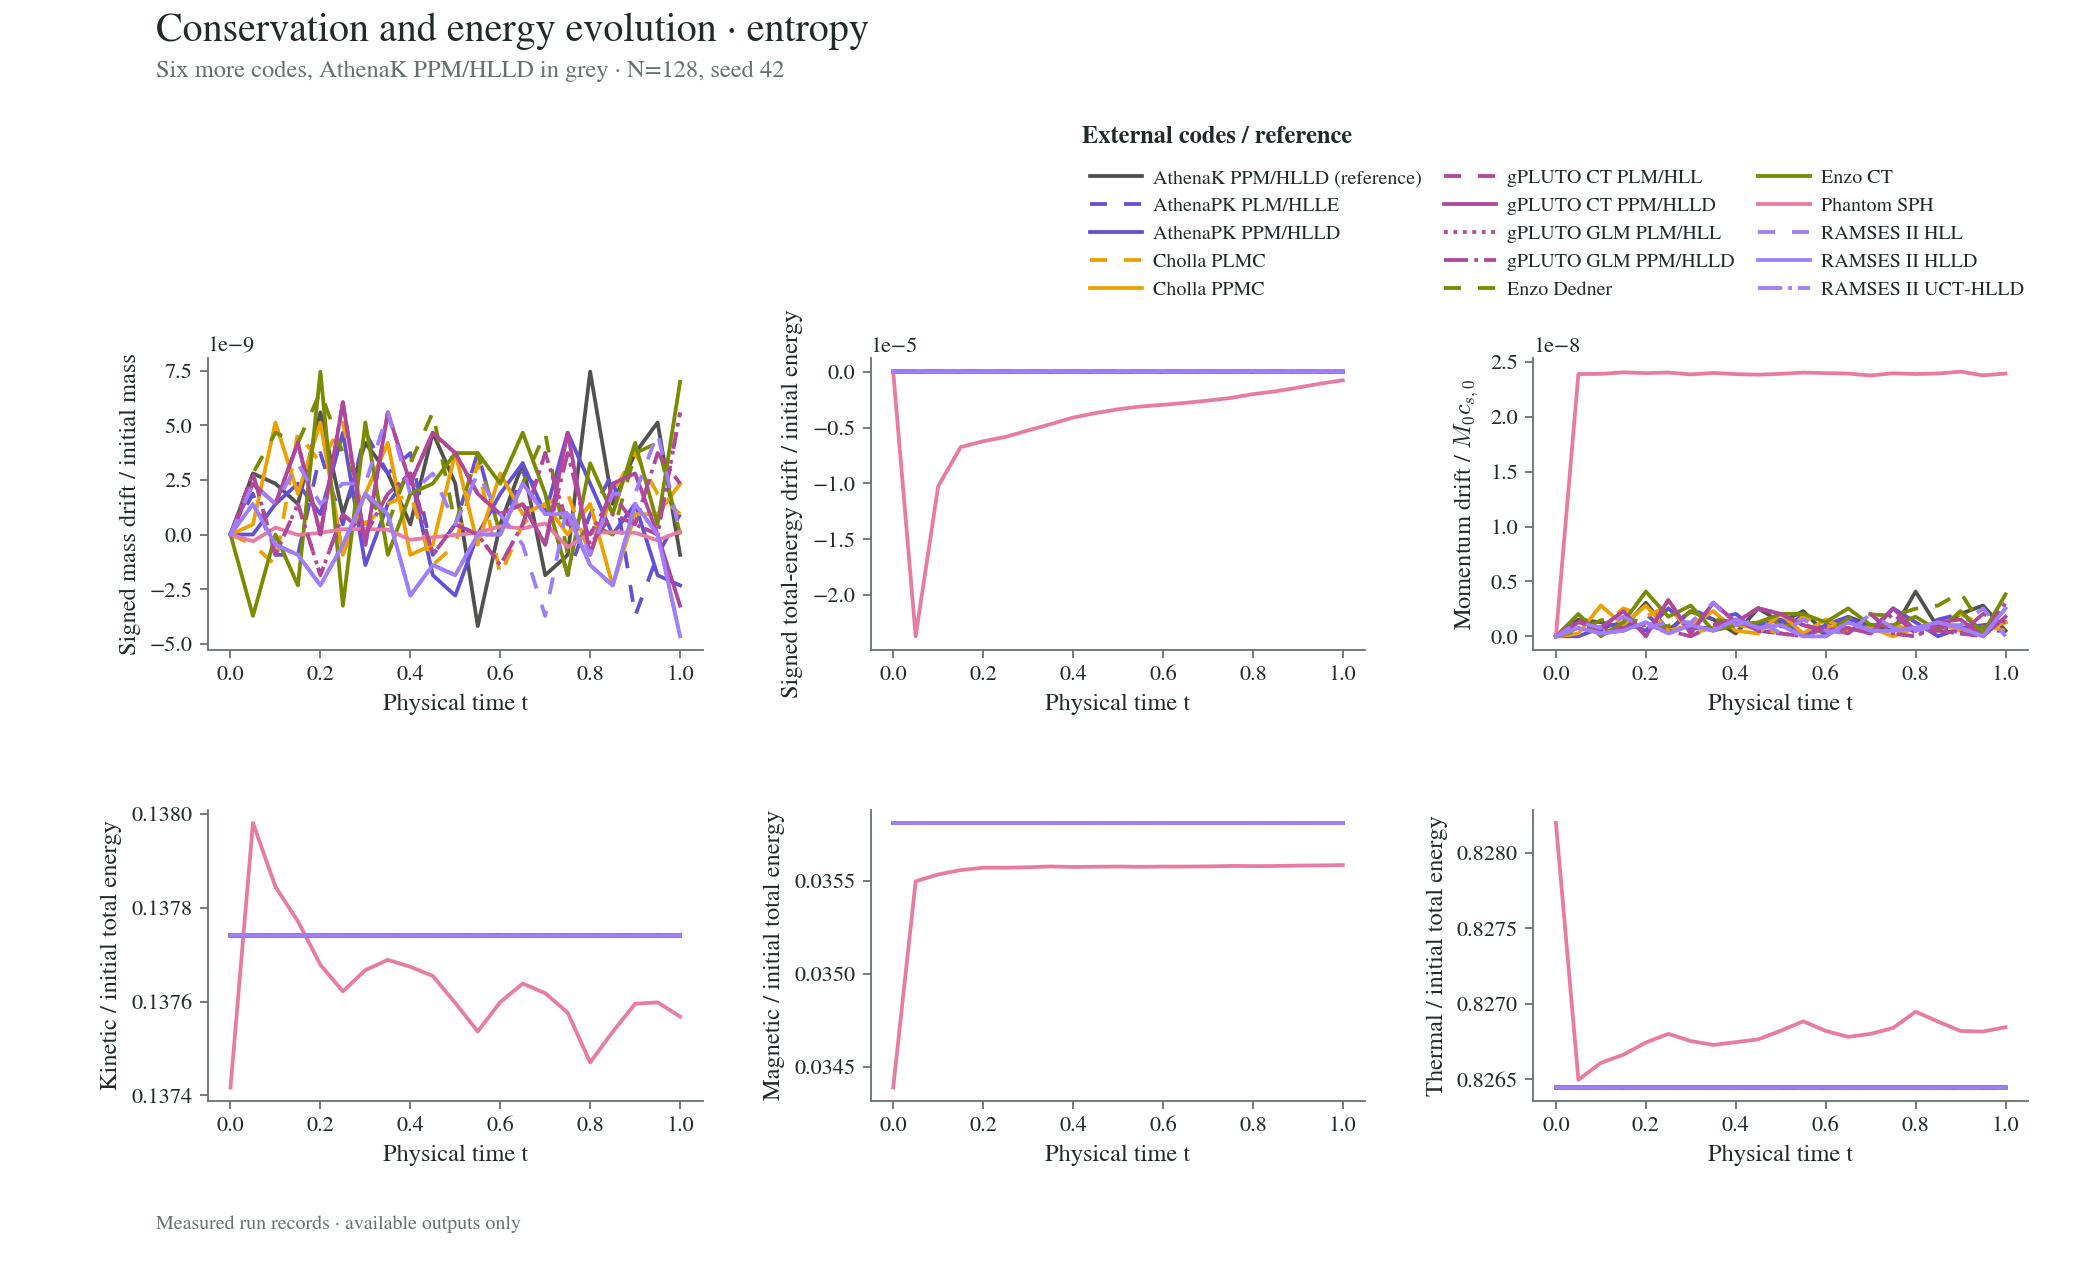 Conservation and energy evolution · entropy
Six more codes, AthenaK PPM/HLLD in grey · N=128, seed 42
External codes / reference
AthenaK PPM/HLLD (reference)
AthenaPK PLM/HLLE
AthenaPK PPM/HLLD
Cholla PLMC
Cholla PPMC
gPLUTO CT PLM/HLL
gPLUTO CT PPM/HLLD
gPLUTO GLM PLM/HLL
gPLUTO GLM PPM/HLLD
Enzo Dedner
Enzo CT
Phantom SPH
RAMSES II HLL
RAMSES II HLLD
RAMSES II UCT-HLLD
Signed mass drift / initial mass
1e−9
7.5
5.0
2.5
0.0
−2.5
−5.0
0.0 0.2 0.4 0.6 0.8 1.0
Physical time t
Signed total-energy drift / initial energy
1e−5
0.0
−0.5
−1.0
−1.5
−2.0
0.0 0.2 0.4 0.6 0.8 1.0
Physical time t
Momentum drift / M₀cₛ,₀
1e−8
2.5
2.0
1.5
1.0
0.5
0.0
0.0 0.2 0.4 0.6 0.8 1.0
Physical time t
Kinetic / initial total energy
0.1380
0.1378
0.1376
0.1374
0.0 0.2 0.4 0.6 0.8 1.0
Physical time t
Magnetic / initial total energy
0.0355
0.0350
0.0345
0.0 0.2 0.4 0.6 0.8 1.0
Physical time t
Thermal / initial total energy
0.8280
0.8275
0.8270
0.8265
0.0 0.2 0.4 0.6 0.8 1.0
Physical time t
Measured run records · available outputs only